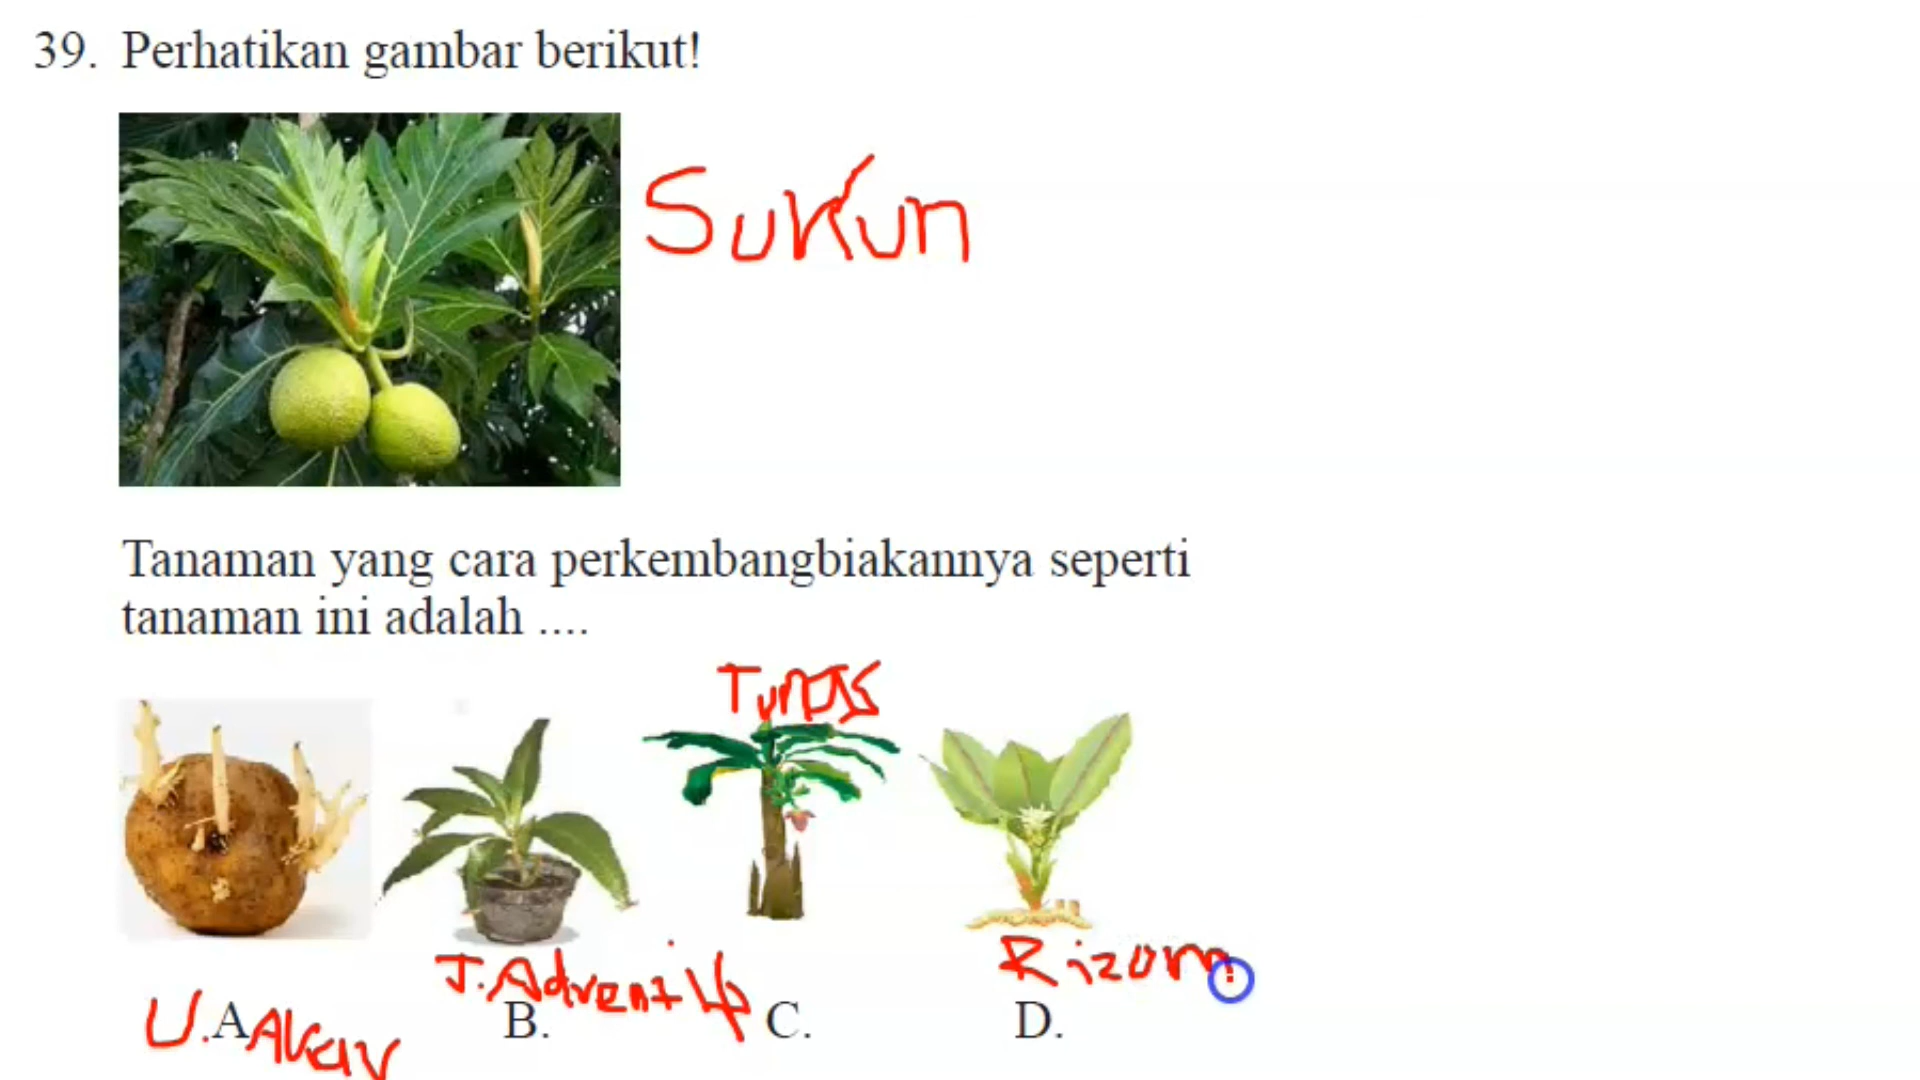 39. Perhatikan gambar berikut!
Sukun
Tanaman yang cara perkembangbiakannya seperti
tanaman ini adalah ....
Tunas
U. Akar
T. Adventif
Rizom
A
B.
C.
D.